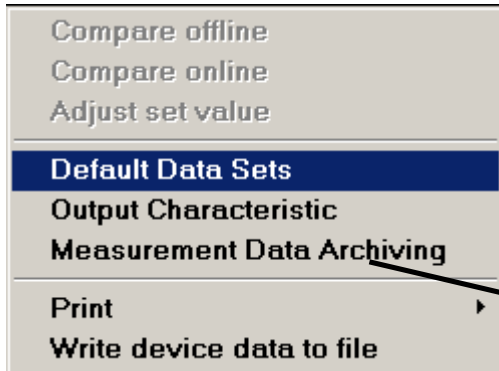 Compare offline
Compare online
Adjust set value
Default Data Sets
Output Characteristic
Measurement Data Archiving
Print
Write device data to file